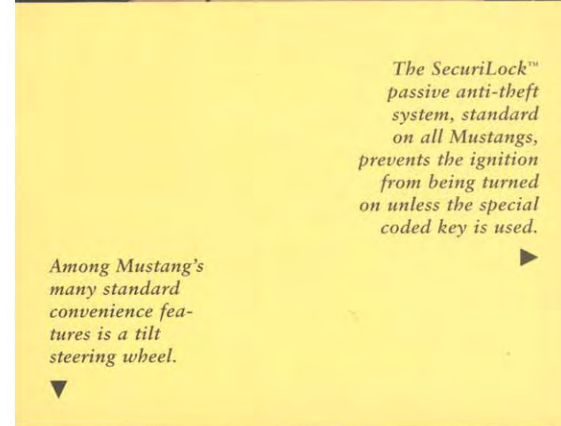 The SecuriLock™
passive anti-theft
system, standard
on all Mustangs,
prevents the ignition
from being turned
on unless the special
coded key is used.
▶
Among Mustang's
many standard
convenience fea-
tures is a tilt
steering wheel.
▼